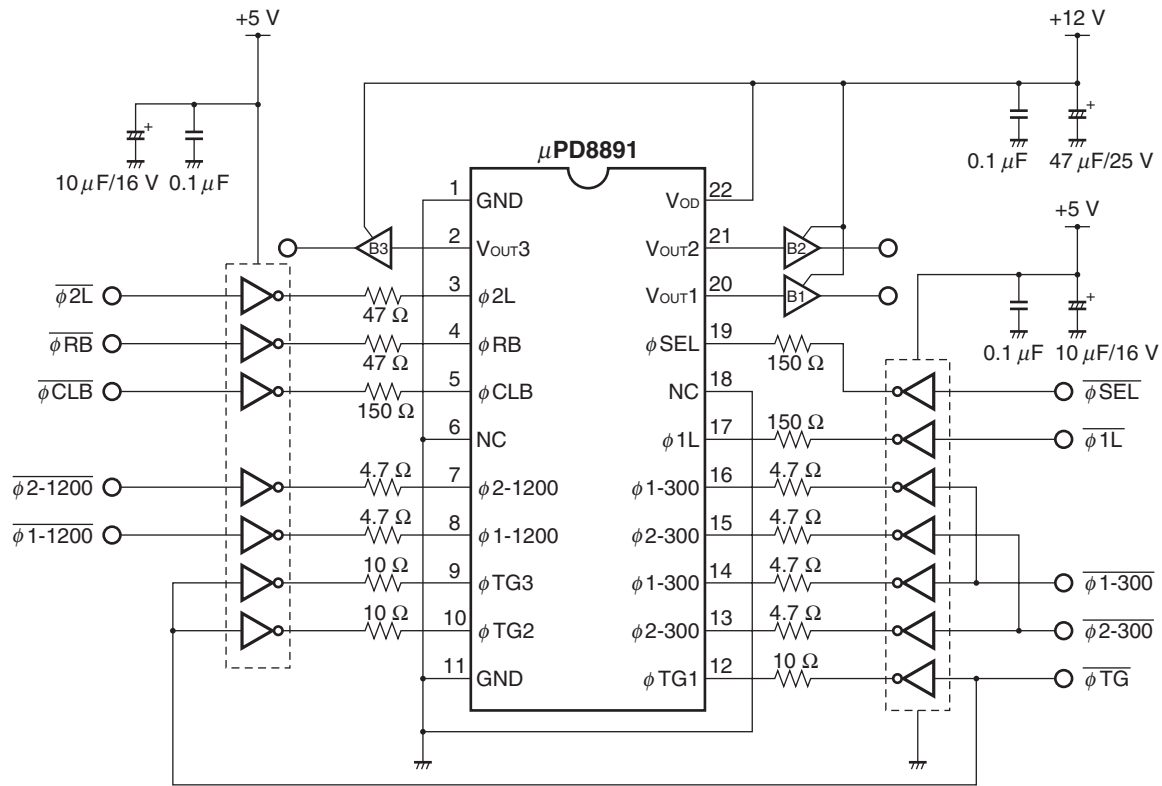 +5 V
+12 V
10 μF/16 V
0.1 μF
0.1 μF
47 μF/25 V
μPD8891
+5 V
0.1 μF
10 μF/16 V
1
GND
22
VOD
B3
2
VOUT3
21
VOUT2
B2
φ2L
47 Ω
3
φ2L
20
VOUT1
B1
φRB
47 Ω
4
φRB
19
φSEL
150 Ω
φCLB
150 Ω
5
φCLB
18
NC
φSEL
6
NC
17
φ1L
150 Ω
φ1L
φ2-1200
4.7 Ω
7
φ2-1200
16
φ1-300
4.7 Ω
φ1-1200
4.7 Ω
8
φ1-1200
15
φ2-300
4.7 Ω
10 Ω
9
φTG3
14
φ1-300
4.7 Ω
φ1-300
10 Ω
10
φTG2
13
φ2-300
4.7 Ω
φ2-300
11
GND
12
φTG1
10 Ω
φTG